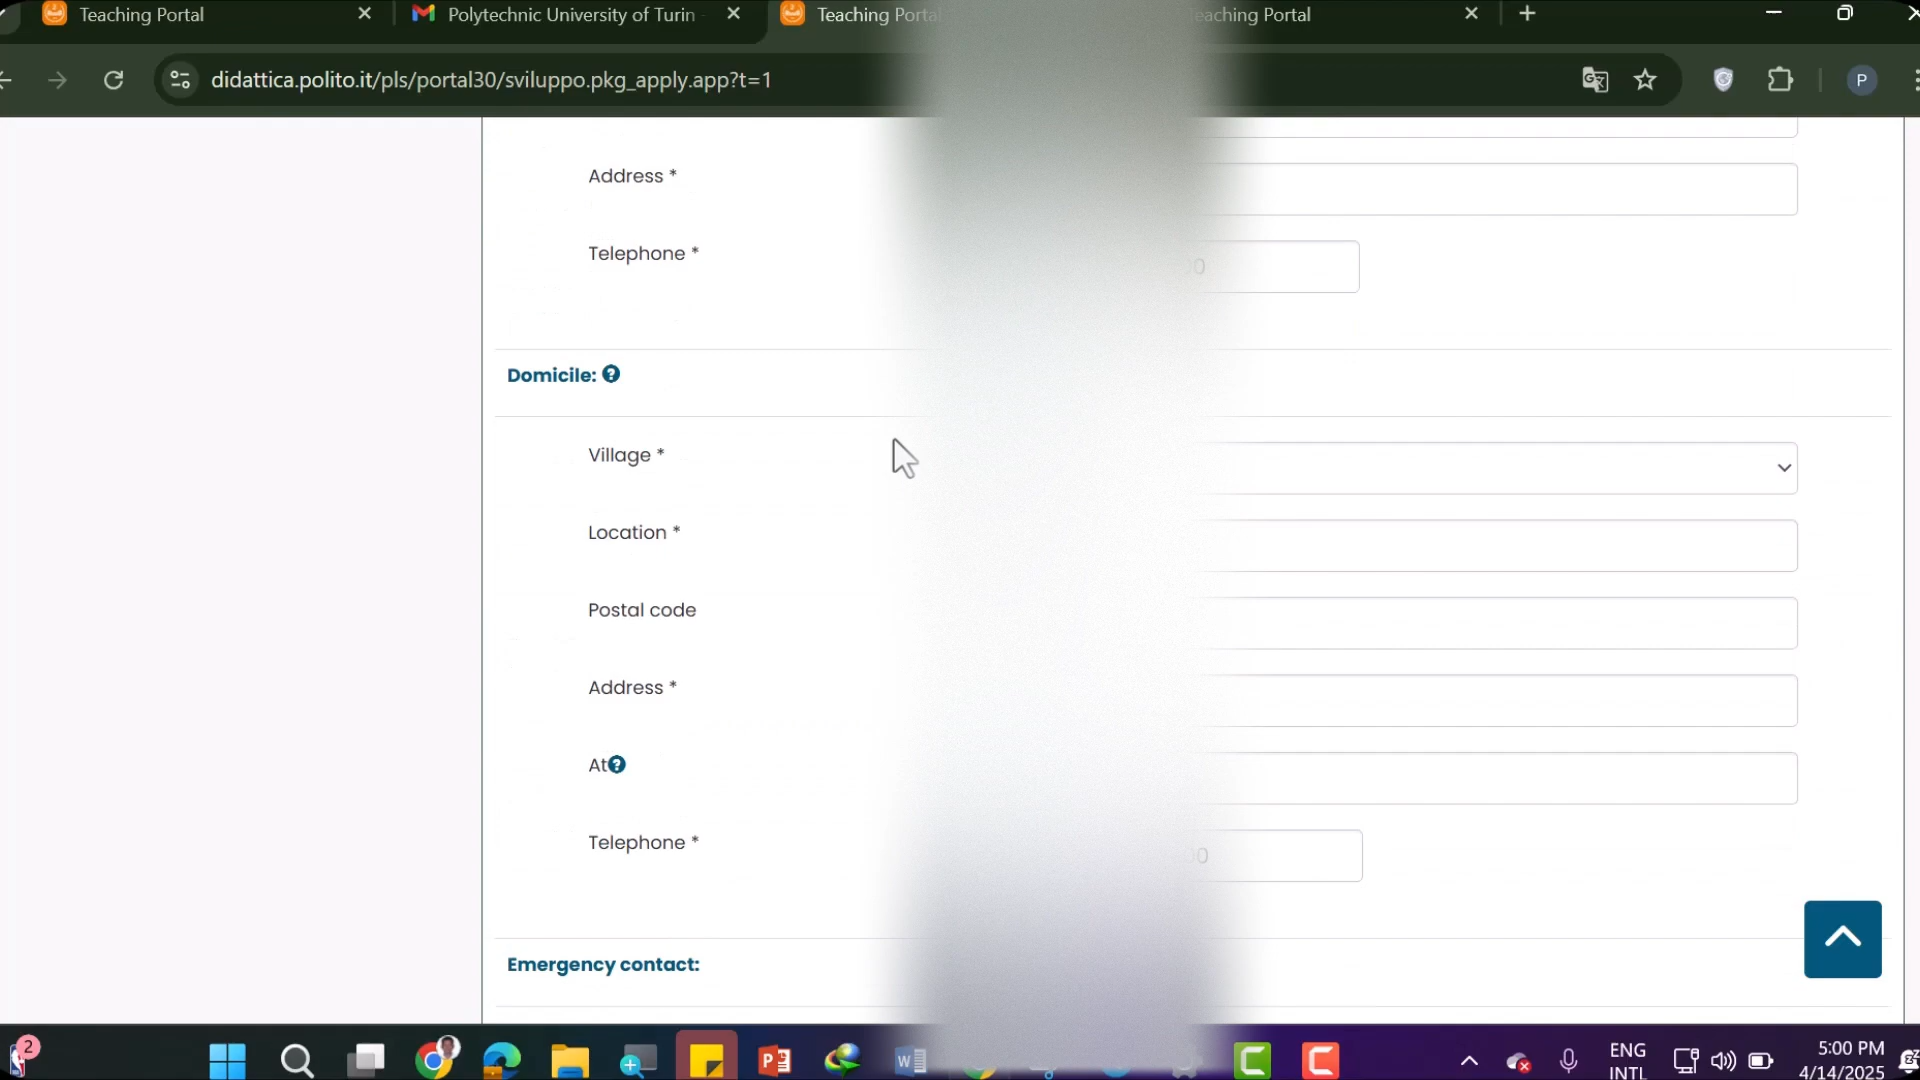 Teaching Portal
Polytechnic University of Turin -
Teaching Portal
Teaching Portal
didattica.polito.it/pls/portal30/sviluppo.pkg_apply.app?t=1
P
Address *
Telephone *
Domicile: ?
Village *
Location *
Postal code
Address *
At?
Telephone *
Emergency contact:
2
ENG
INTL
5:00 PM
4/14/2025